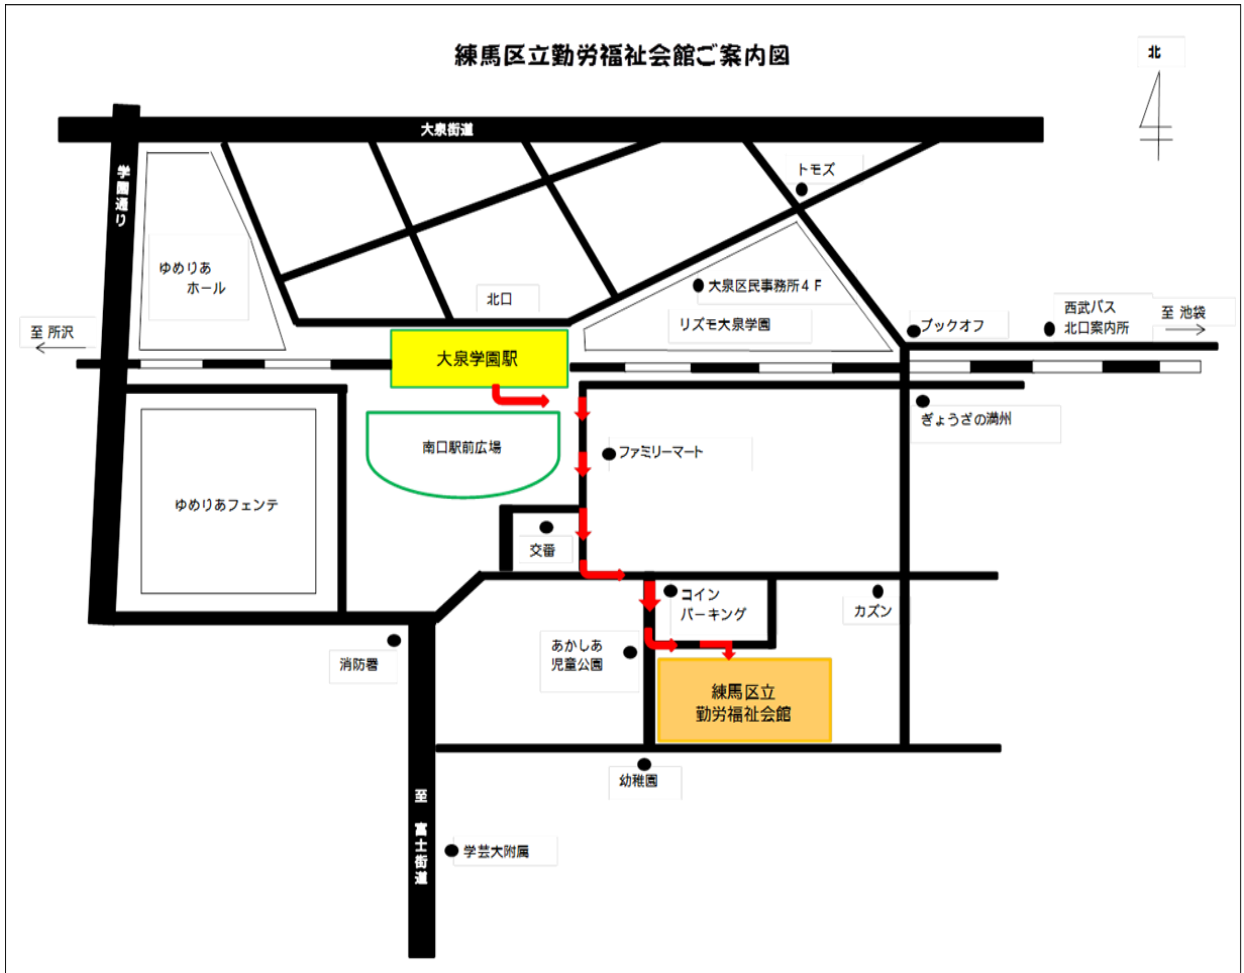 練馬区立勤労福祉会館ご案内図
北
大泉街道
学園通り
トモズ
ゆめりあ
ホール
北口
大泉区民事務所4F
リズモ大泉学園
ブックオフ
西武バス
北口案内所
至 池袋
至 所沢
大泉学園駅
ぎょうざの満州
南口駅前広場
ファミリーマート
ゆめりあフェンテ
交番
コイン
パーキング
カズン
あかしあ
児童公園
消防署
練馬区立
勤労福祉会館
幼稚園
至 富士街道
学芸大附属